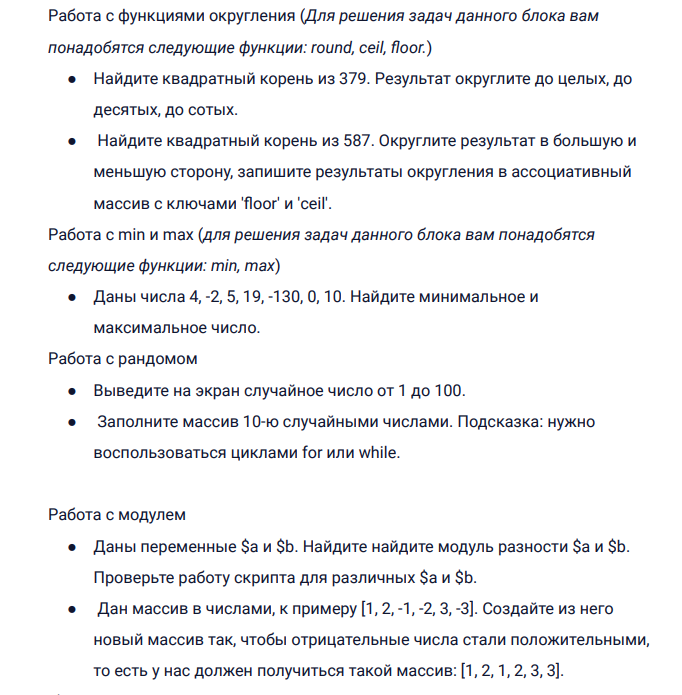 Работа с функциями округления (Для решения задач данного блока вам
понадобятся следующие функции: round, ceil, floor.)
● Найдите квадратный корень из 379. Результат округлите до целых, до
десятых, до сотых.
● Найдите квадратный корень из 587. Округлите результат в большую и
меньшую сторону, запишите результаты округления в ассоциативный
массив с ключами 'floor' и 'ceil'.
Работа с min и max (для решения задач данного блока вам понадобятся
следующие функции: min, max)
● Даны числа 4, -2, 5, 19, -130, 0, 10. Найдите минимальное и
максимальное число.
Работа с рандомом
● Выведите на экран случайное число от 1 до 100.
● Заполните массив 10-ю случайными числами. Подсказка: нужно
воспользоваться циклами for или while.
Работа с модулем
● Даны переменные $a и $b. Найдите найдите модуль разности $a и $b.
Проверьте работу скрипта для различных $a и $b.
● Дан массив в числами, к примеру [1, 2, -1, -2, 3, -3]. Создайте из него
новый массив так, чтобы отрицательные числа стали положительными,
то есть у нас должен получиться такой массив: [1, 2, 1, 2, 3, 3].